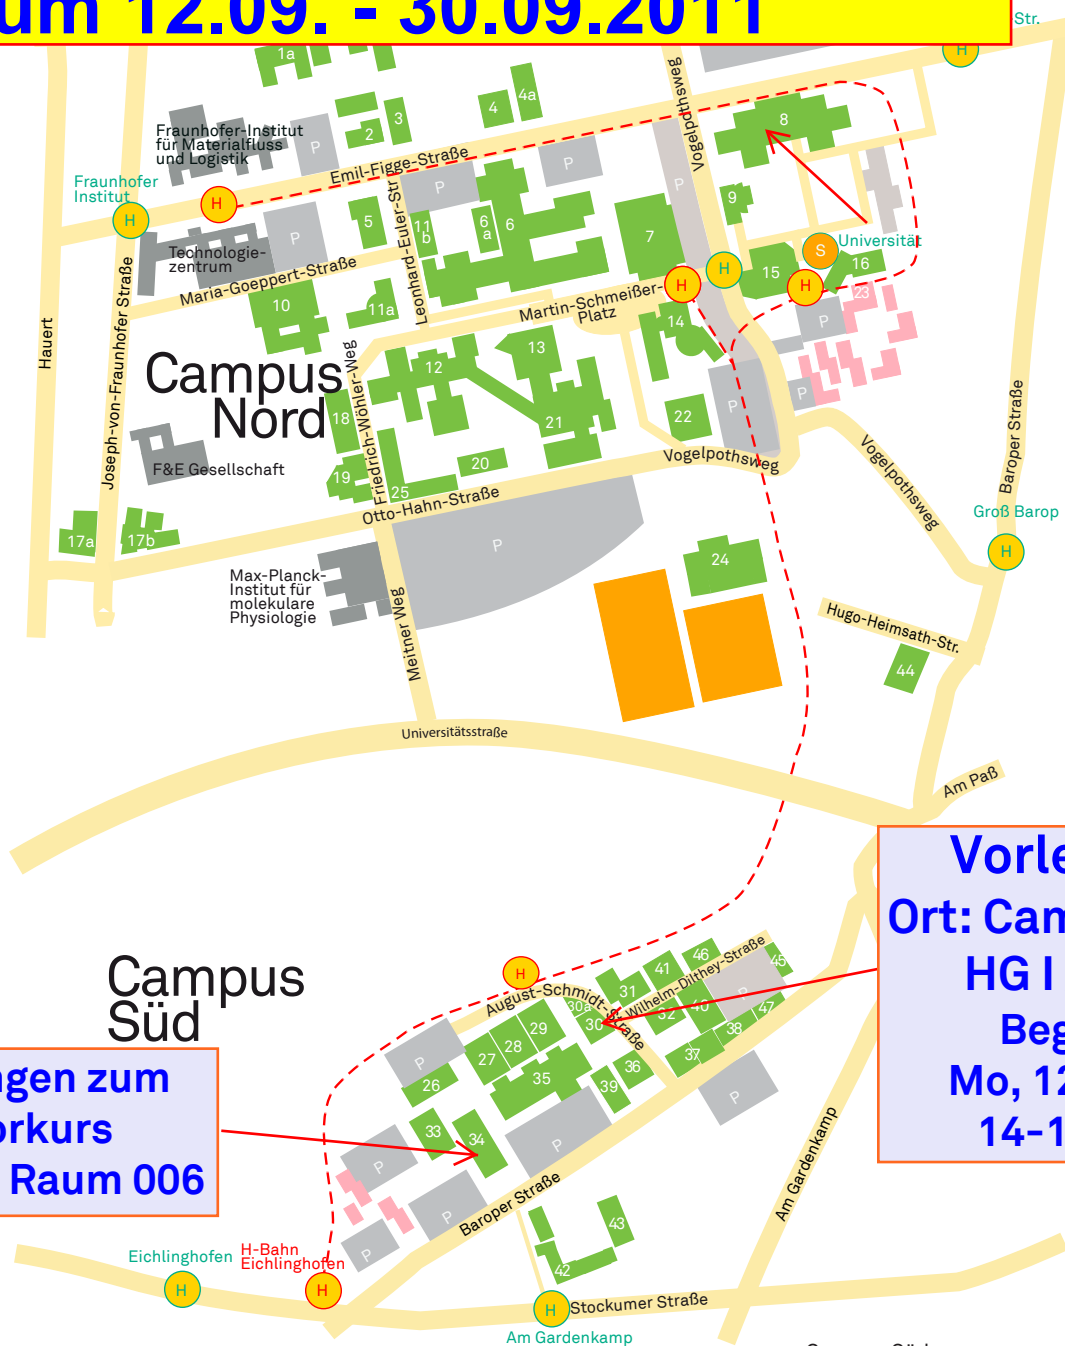 um 12.09. - 30.09.2011
Str.
H
1a
Fraunhofer-Institut
für Materialfluss
und Logistik
P
2
3
4
4a
Vogelpothsweg
8
Emil-Figge-Straße
Fraunhofer
Institut
H
H
P
P
P
9
5
11
b
6
a
6
7
Leonhard-Euler-Str.
Technologie-
zentrum
P
Maria-Goeppert-Straße
S
Universität
H
15
16
H
H
23
10
11a
Martin-Schmeißer-
Platz
14
P
Hauert
Joseph-von-Fraunhofer Straße
Campus
Nord
Friedrich-Wöhler-Weg
12
13
P
P
18
21
22
F&E Gesellschaft
19
20
Vogelpothsweg
Vogelpothsweg
25
Otto-Hahn-Straße
Baroper Straße
Groß Barop
H
17a
17b
P
24
Max-Planck-
Institut für
molekulare
Physiologie
Meitner Weg
Hugo-Heimsath-Str.
44
Universitätsstraße
Am Paß
Vorle
Ort: Cam
HG I
Beg
Mo, 12
14-1
Campus
Süd
H
August-Schmidt-Straße
Wilhelm-Dilthey-Straße
46
45
41
31
P
30a
30
32
40
47
29
28
27
38
37
P
35
36
39
26
P
ngen zum
orkurs
Raum 006
33
34
P
P
P
P
Baroper Straße
Am Gardenkamp
43
42
Eichlinghofen
H
H-Bahn
Eichlinghofen
H
H
Stockumer Straße
Am Gardenkamp